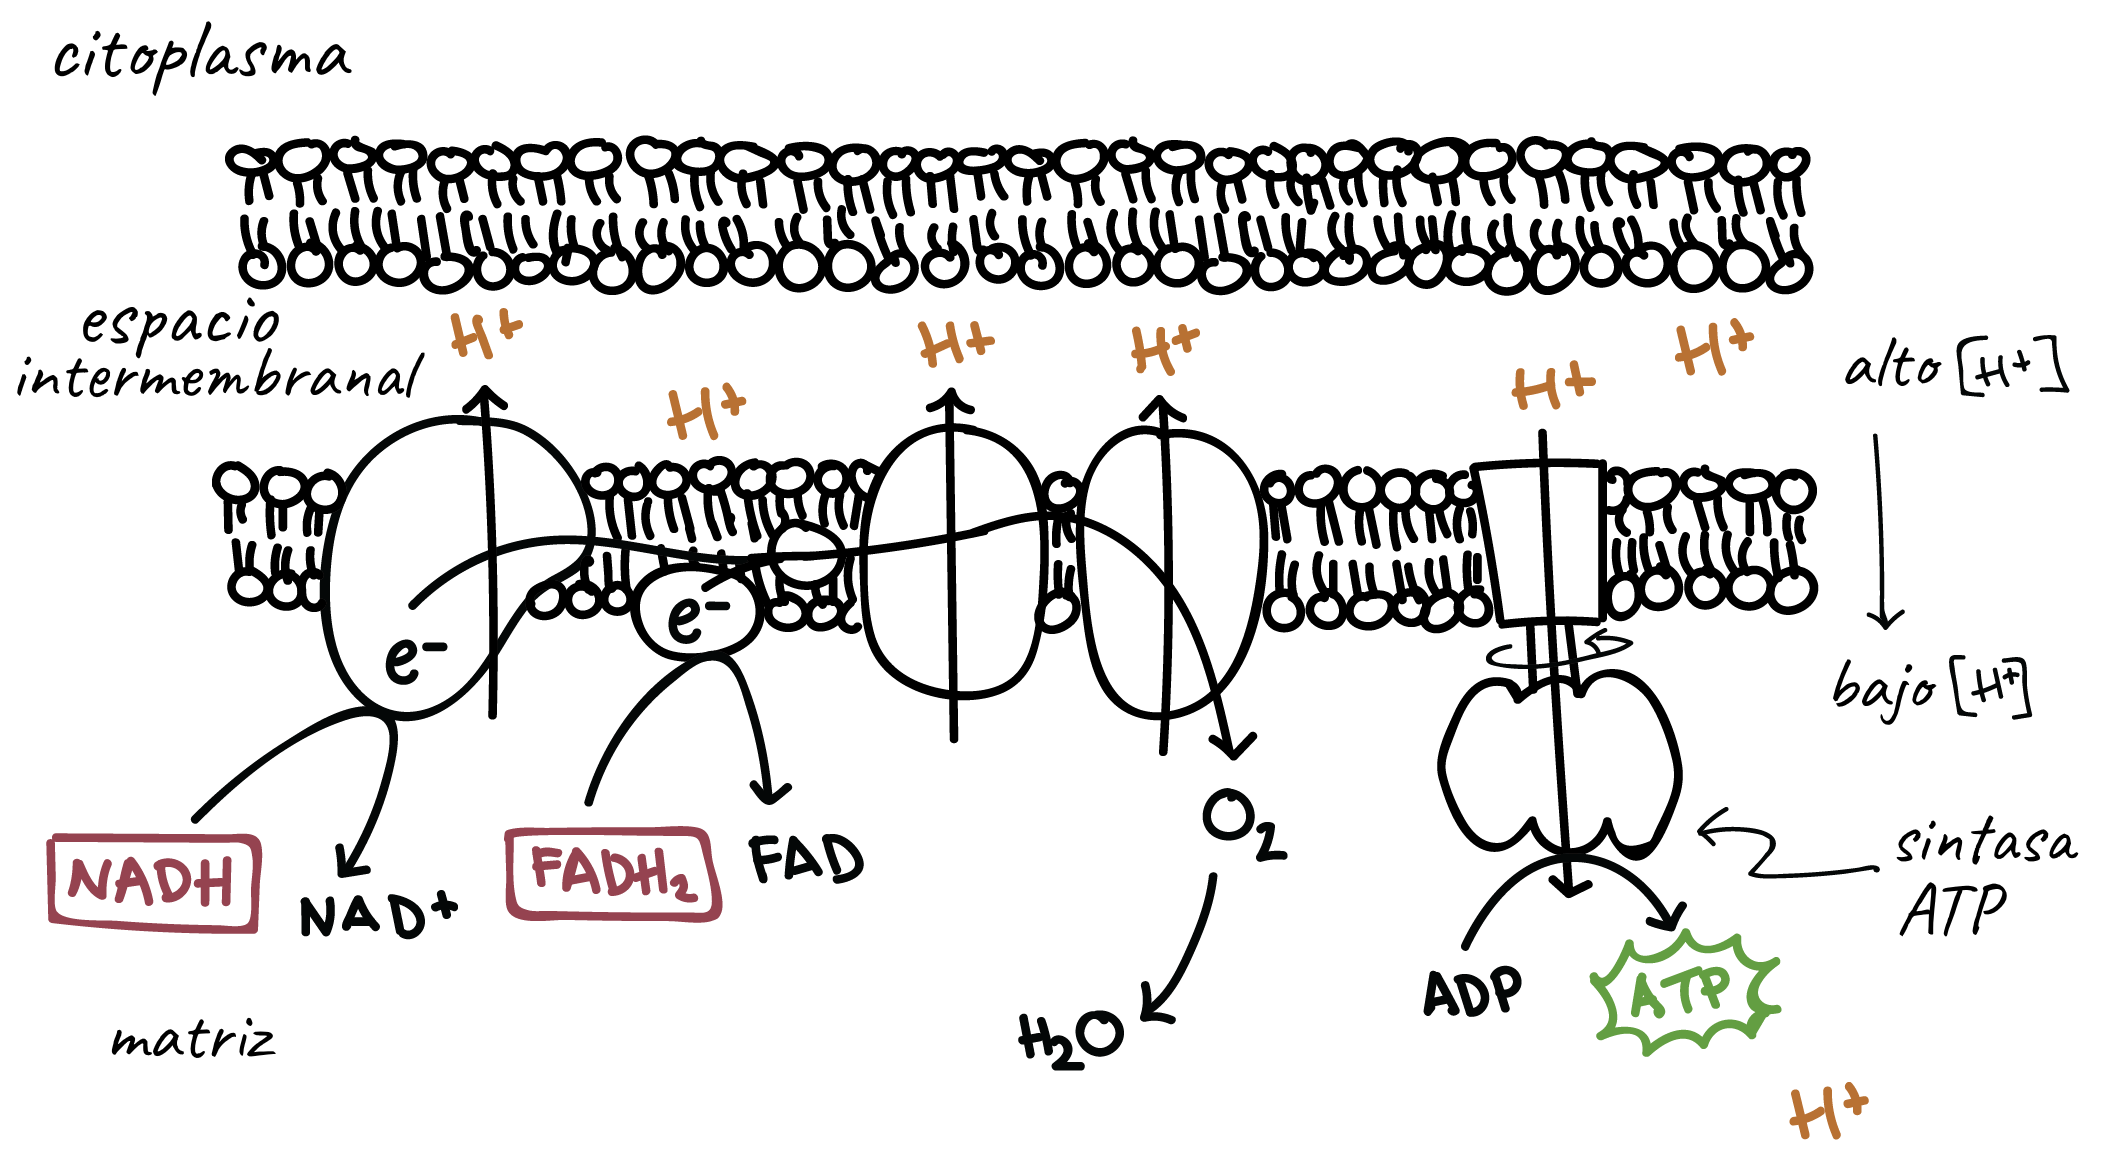 citoplasma
espacio
intermembranal
H+
H+
H+
H+
H+
H+
alto [H+]
bajo [H+]
e-
e-
NADH
NAD+
FADH2
FAD
O2
H2O
ADP
ATP
sintasa
ATP
matriz
H+